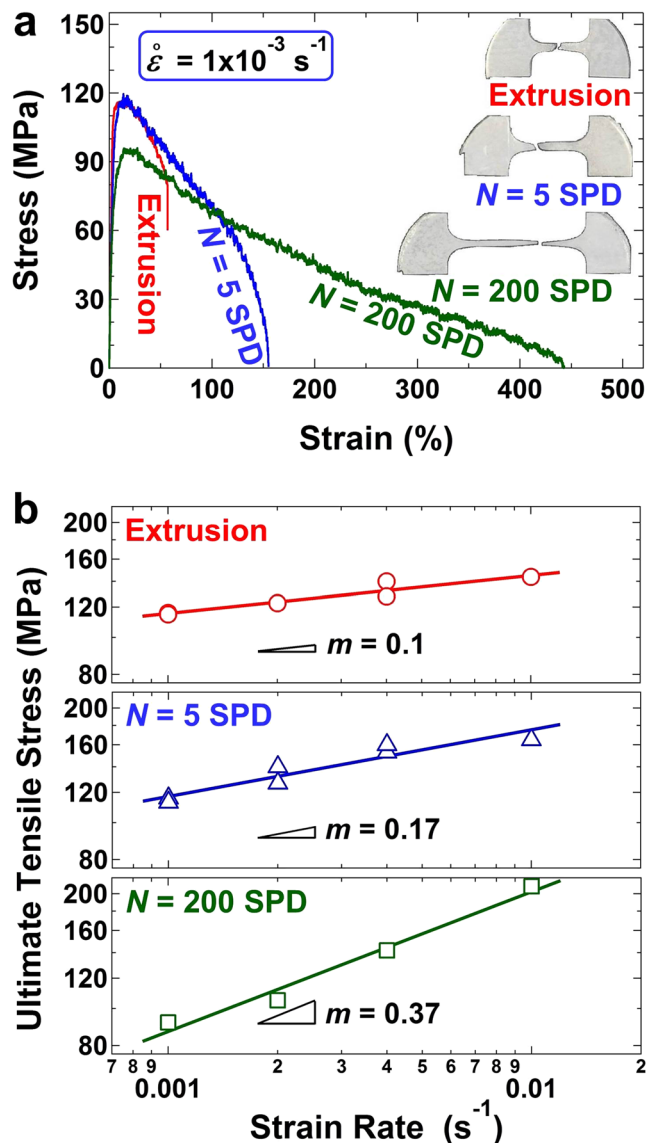 a
150
120
90
60
30
0
Stress (MPa)
ε̊ = 1x10⁻³ s⁻¹
Extrusion
N = 5 SPD
N = 200 SPD
Extrusion
N = 5 SPD
N = 200 SPD
0 100 200 300 400 500
Strain (%)
b
Ultimate Tensile Stress (MPa)
200
160
120
80
Extrusion
m = 0.1
200
160
120
80
N = 5 SPD
m = 0.17
200
160
120
80
N = 200 SPD
m = 0.37
7 8 9 2 3 4 5 6 7 8 9 2
0.001 0.01
Strain Rate (s⁻¹)